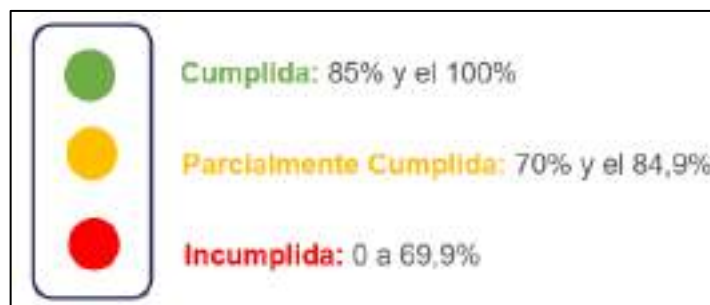 Cumplida: 85% y el 100%
Parcialmente Cumplida: 70% y el 84,9%
Incumplida: 0 a 69,9%